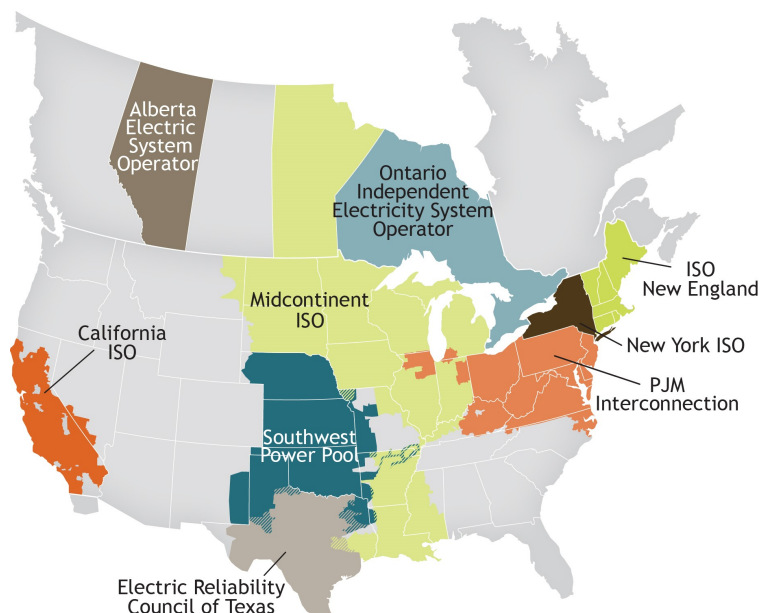 Alberta
Electric
System
Operator
Ontario
Independent
Electricity System
Operator
ISO
New England
Midcontinent
ISO
California
ISO
New York ISO
PJM
Interconnection
Southwest
Power Pool
Electric Reliability
Council of Texas